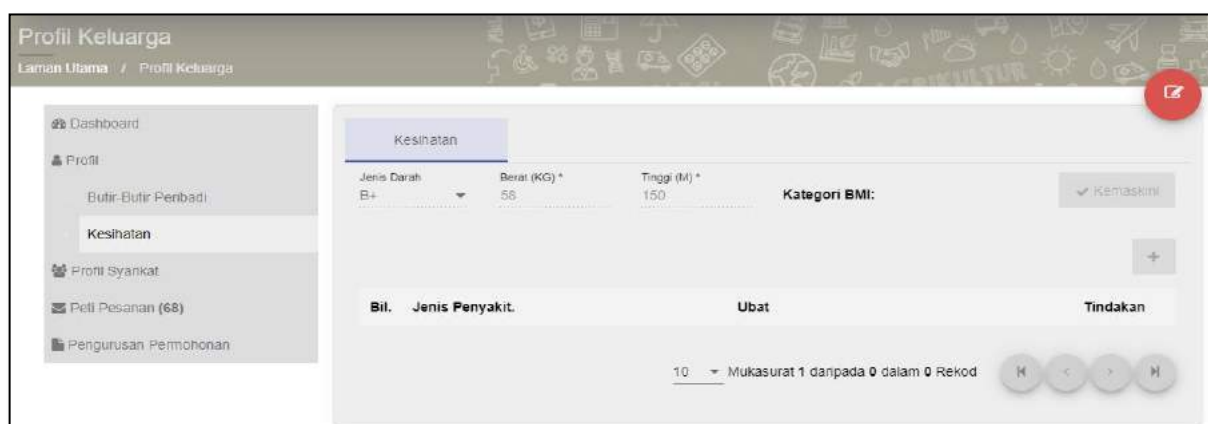 Profil Keluarga
Laman Utama / Profil Keluarga
AGRIKULTUR
Dashboard
Profil
Butir-Butir Peribadi
Kesihatan
Profil Syarikat
Peti Pesanan (68)
Pengurusan Permohonan
Kesihatan
Jenis Darah Berat (KG) * Tinggi (M) *
B+ 58 150 Kategori BMI: Kemaskini
+
Bil. Jenis Penyakit. Ubat Tindakan
10 Mukasurat 1 daripada 0 dalam 0 Rekod